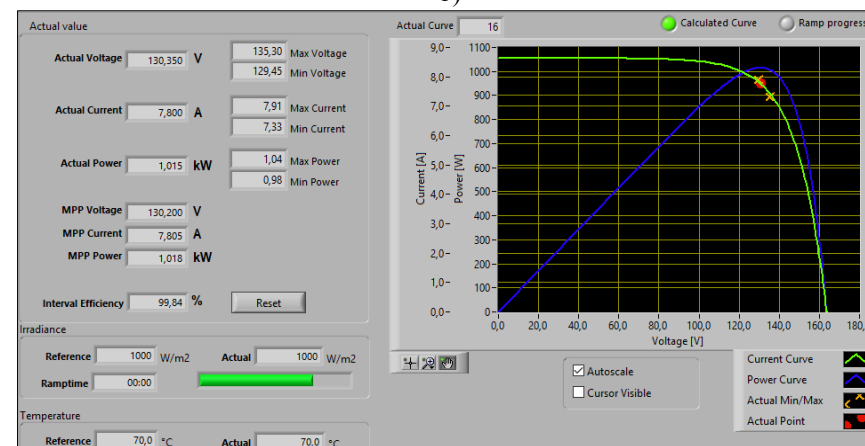 Actual value
Actual Voltage 130,350 V
135,30 Max Voltage
129,45 Min Voltage
Actual Current 7,800 A
7,91 Max Current
7,33 Min Current
Actual Power 1,015 kW
1,04 Max Power
0,98 Min Power
MPP Voltage 130,200 V
MPP Current 7,805 A
MPP Power 1,018 kW
Interval Efficiency 99,84 %
Reset
Irradiance
Reference 1000 W/m2 Actual 1000 W/m2
Ramptime 00:00
Temperature
Reference 70,0 °C Actual 70,0 °C
Actual Curve 16
Calculated Curve
Ramp progress
Current [A]
9,0-
8,0-
7,0-
6,0-
5,0-
4,0-
3,0-
2,0-
1,0-
0,0-
Power [W]
1100-
1000-
900-
800-
700-
600-
500-
400-
300-
200-
100-
0-
0,0 20,0 40,0 60,0 80,0 100,0 120,0 140,0 160,0 180,
Voltage [V]
Autoscale
Cursor Visible
Current Curve
Power Curve
Actual Min/Max
Actual Point